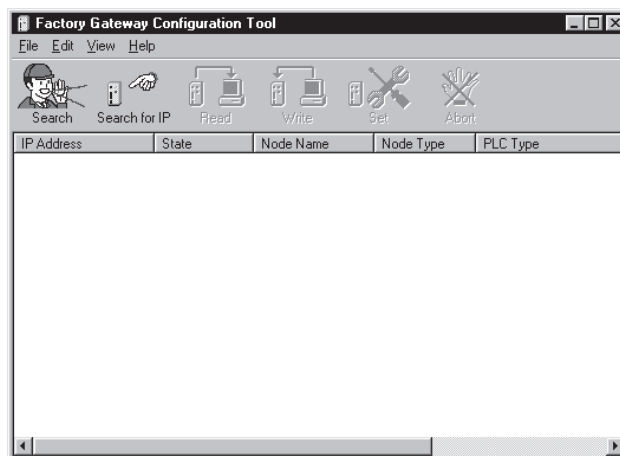 Factory Gateway Configuration Tool
File Edit View Help
Search Search for IP Read Write Set Abort
IP Address State Node Name Node Type PLC Type